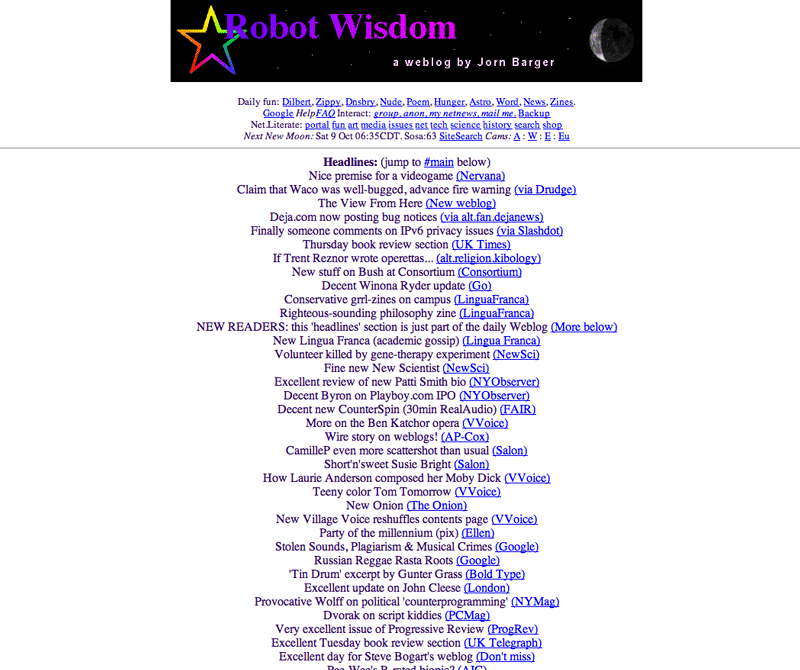 Robot Wisdom
a weblog by Jorn Barger
Daily fun: Dilbert, Zippy, Dnsbry, Nude, Poem, Hunger, Astro, Word, News, Zines.
Google HelpFAQ Interact: group, anon, my netnews, mail me, Backup
Net.Literate: portal fun art media issues net tech science history search shop
Next New Moon: Sat 9 Oct 06:35CDT. Sosa:63 SiteSearch Cams: A : W : E : Eu
Headlines: (jump to #main below)
Nice premise for a videogame (Nervana)
Claim that Waco was well-bugged, advance fire warning (via Drudge)
The View From Here (New weblog)
Deja.com now posting bug notices (via alt.fan.dejanews)
Finally someone comments on IPv6 privacy issues (via Slashdot)
Thursday book review section (UK Times)
If Trent Reznor wrote operettas... (alt.religion.kibology)
New stuff on Bush at Consortium (Consortium)
Decent Winona Ryder update (Go)
Conservative grrl-zines on campus (LinguaFranca)
Righteous-sounding philosophy zine (LinguaFranca)
NEW READERS: this 'headlines' section is just part of the daily Weblog (More below)
New Lingua Franca (academic gossip) (Lingua Franca)
Volunteer killed by gene-therapy experiment (NewSci)
Fine new New Scientist (NewSci)
Excellent review of new Patti Smith bio (NYObserver)
Decent Byron on Playboy.com IPO (NYObserver)
Decent new CounterSpin (30min RealAudio) (FAIR)
More on the Ben Katchor opera (VVoice)
Wire story on weblogs! (AP-Cox)
CamilleP even more scattershot than usual (Salon)
Short'n'sweet Susie Bright (Salon)
How Laurie Anderson composed her Moby Dick (VVoice)
Teeny color Tom Tomorrow (VVoice)
New Onion (The Onion)
New Village Voice reshuffles contents page (VVoice)
Party of the millennium (pix) (Ellen)
Stolen Sounds, Plagiarism & Musical Crimes (Google)
Russian Reggae Rasta Roots (Google)
'Tin Drum' excerpt by Gunter Grass (Bold Type)
Excellent update on John Cleese (London)
Provocative Wolff on political 'counterprogramming' (NYMag)
Dvorak on script kiddies (PCMag)
Very excellent issue of Progressive Review (ProgRev)
Excellent Tuesday book review section (UK Telegraph)
Excellent day for Steve Bogart's weblog (Don't miss)